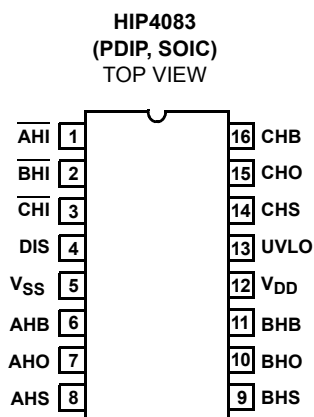 HIP4083
(PDIP, SOIC)
TOP VIEW
AHI 1 16 CHB
BHI 2 15 CHO
CHI 3 14 CHS
DIS 4 13 UVLO
VSS 5 12 VDD
AHB 6 11 BHB
AHO 7 10 BHO
AHS 8 9 BHS